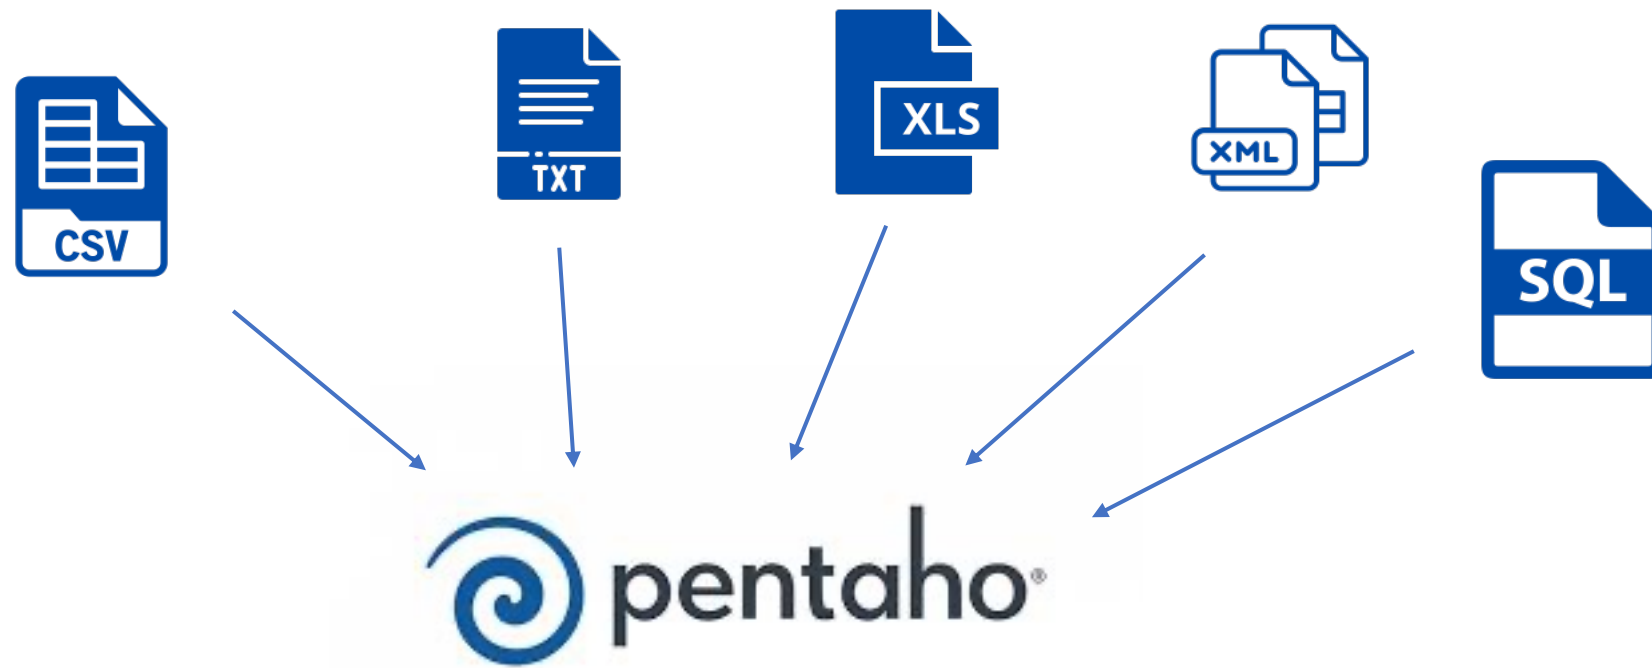 CSV
TXT
XLS
XML
SQL
pentaho®